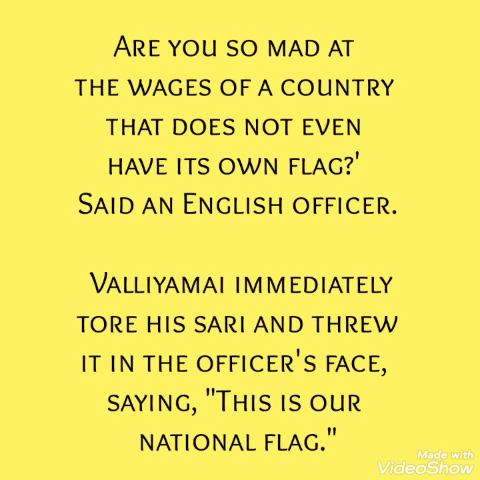 Are you so mad at
the wages of a country
that does not even
have its own flag?'
Said an English officer.
Valliyamai immediately
tore his sari and threw
it in the officer's face,
saying, "This is our
national flag."
Made with
VideoShow